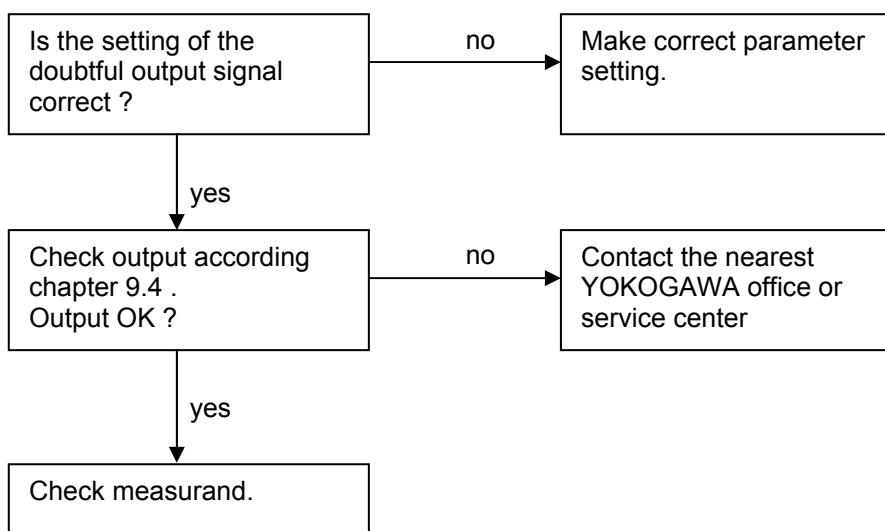 Is the setting of the
doubtful output signal
correct ?
no
Make correct parameter
setting.
yes
Check output according
chapter 9.4 .
Output OK ?
no
Contact the nearest
YOKOGAWA office or
service center
yes
Check measurand.